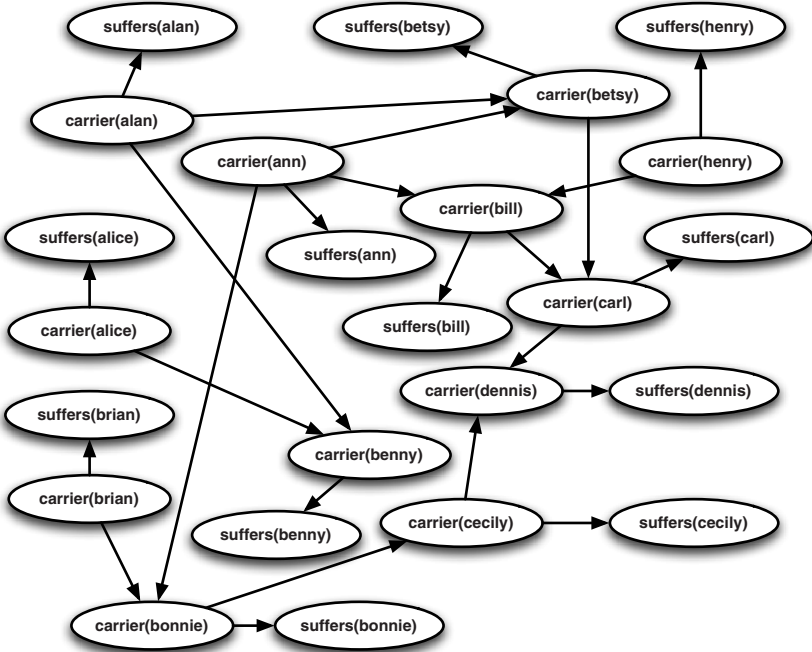 suffers(alan)
suffers(betsy)
suffers(henry)
carrier(betsy)
carrier(alan)
carrier(ann)
carrier(henry)
carrier(bill)
suffers(alice)
suffers(carl)
suffers(ann)
carrier(carl)
suffers(bill)
carrier(alice)
carrier(dennis)
suffers(dennis)
suffers(brian)
carrier(benny)
carrier(brian)
carrier(cecily)
suffers(cecily)
suffers(benny)
carrier(bonnie)
suffers(bonnie)